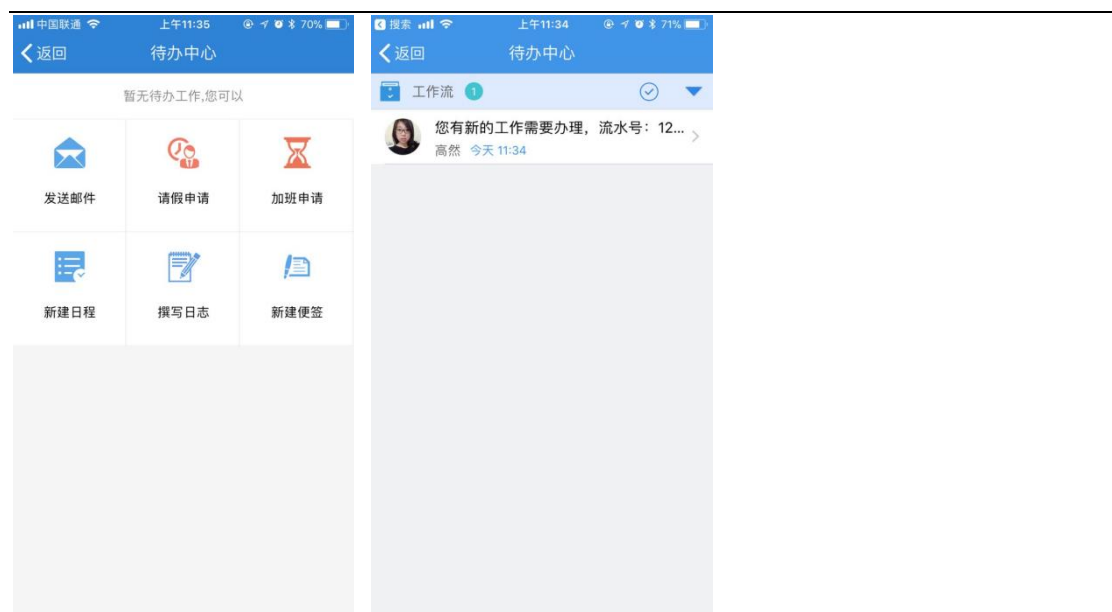 中国联通 上午11:35 70%
返回 待办中心
暂无待办工作,您可以
发送邮件 请假申请 加班申请
新建日程 撰写日志 新建便签
搜索 上午11:34 71%
返回 待办中心
工作流 1
您有新的工作需要办理，流水号：12...
高然 今天 11:34